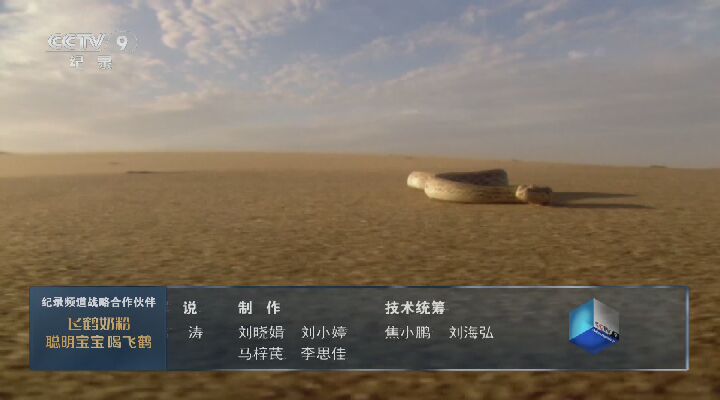 CCTV 9
纪录
纪录频道战略合作伙伴
飞鹤奶粉
聪明宝宝 喝飞鹤
说 制 作 技术统筹
涛 刘晓娟 刘小婷 焦小鹏 刘海弘
马梓芪 李思佳